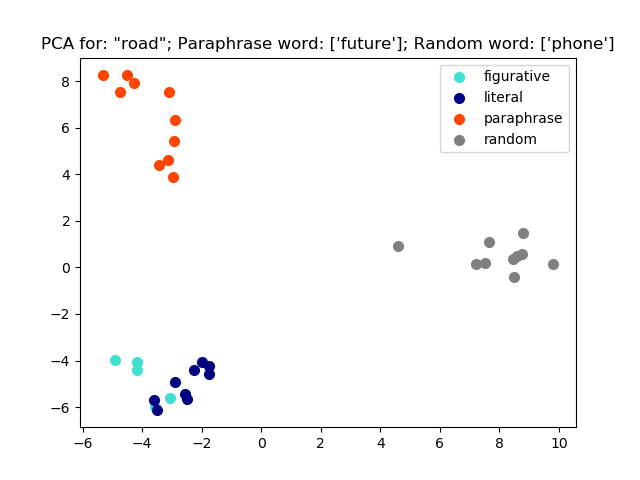 PCA for: "road"; Paraphrase word: ['future']; Random word: ['phone']
figurative
literal
paraphrase
random
8
6
4
2
0
−2
−4
−6
−6 −4 −2 0 2 4 6 8 10